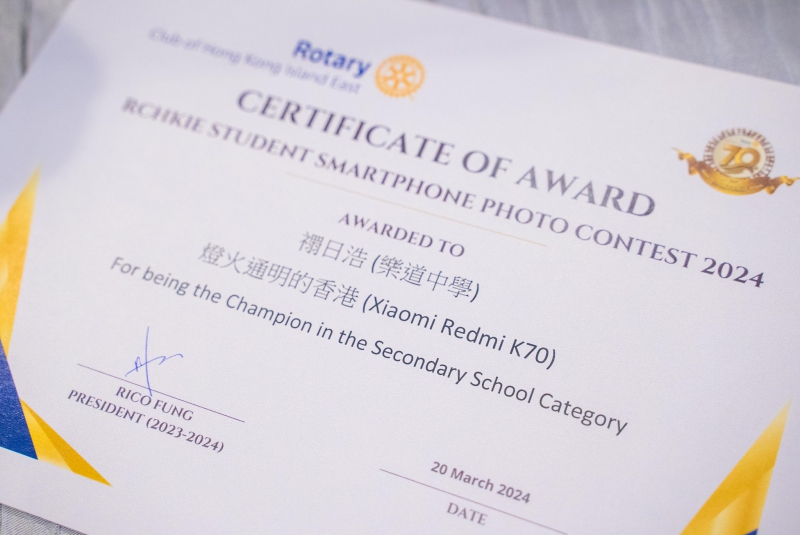 Rotary
Club of Hong Kong Island East
CERTIFICATE OF AWARD
RCHKIE STUDENT SMARTPHONE PHOTO CONTEST 2024
70
AWARDED TO
禤日浩 (樂道中學)
燈火通明的香港 (Xiaomi Redmi K70)
For being the Champion in the Secondary School Category
RICO FUNG
PRESIDENT (2023-2024)
20 March 2024
DATE